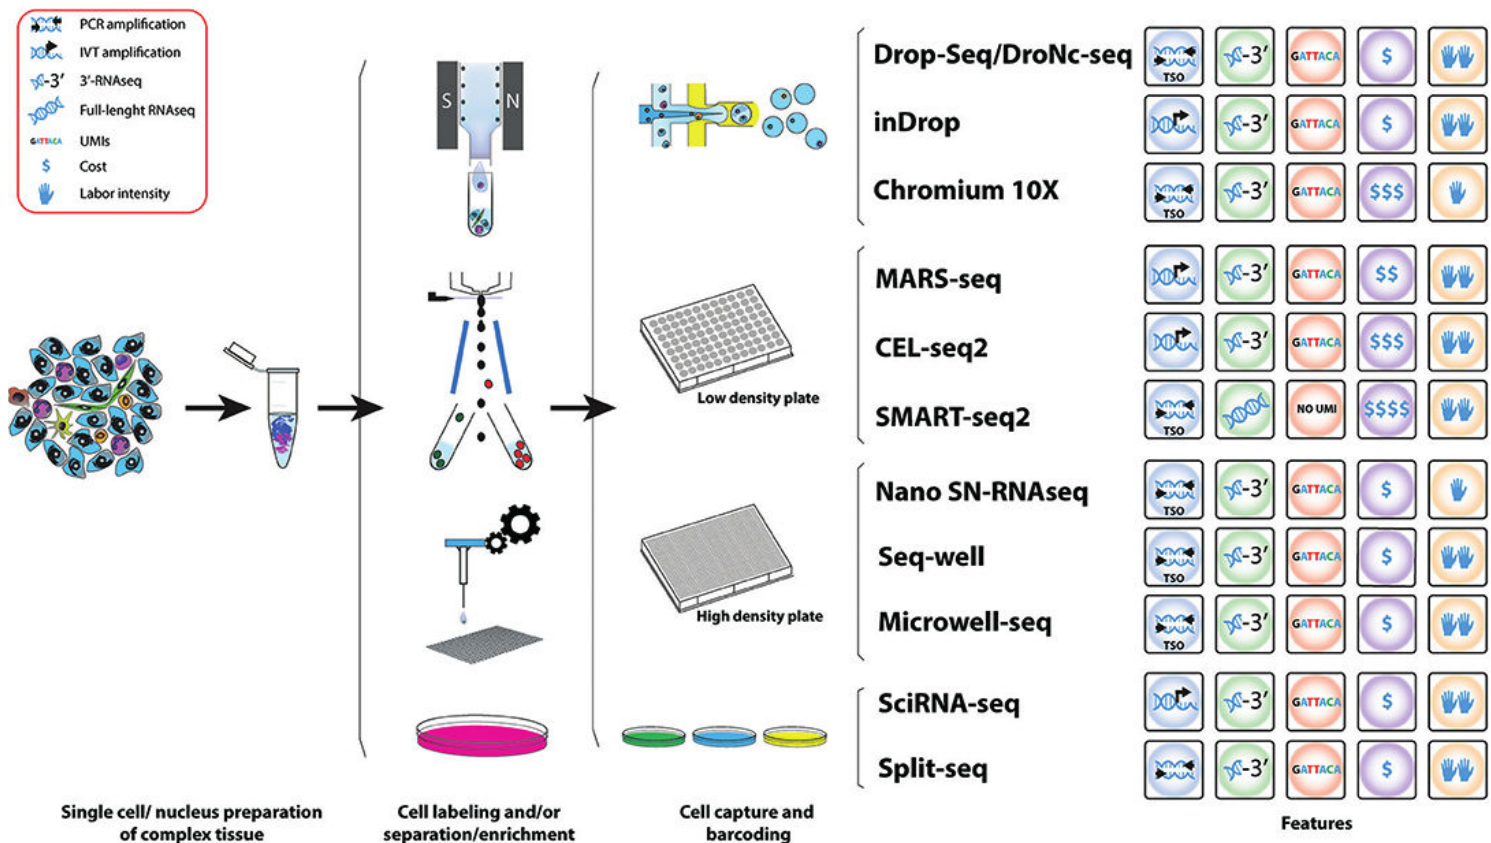 PCR amplification
IVT amplification
-3' 3'-RNAseq
Full-lenght RNAseq
GATTACA UMIs
$ Cost
Labor intensity
S N
Low density plate
High density plate
Drop-Seq/DroNc-seq TSO -3' GATTACA $
inDrop -3' GATTACA $
Chromium 10X TSO -3' GATTACA $$$
MARS-seq -3' GATTACA $$
CEL-seq2 -3' GATTACA $$$
SMART-seq2 TSO NO UMI $$$$
Nano SN-RNAseq TSO -3' GATTACA $
Seq-well TSO -3' GATTACA $
Microwell-seq TSO -3' GATTACA $
SciRNA-seq -3' GATTACA $
Split-seq -3' GATTACA $
Single cell/ nucleus preparation
of complex tissue
Cell labeling and/or
separation/enrichment
Cell capture and
barcoding
Features